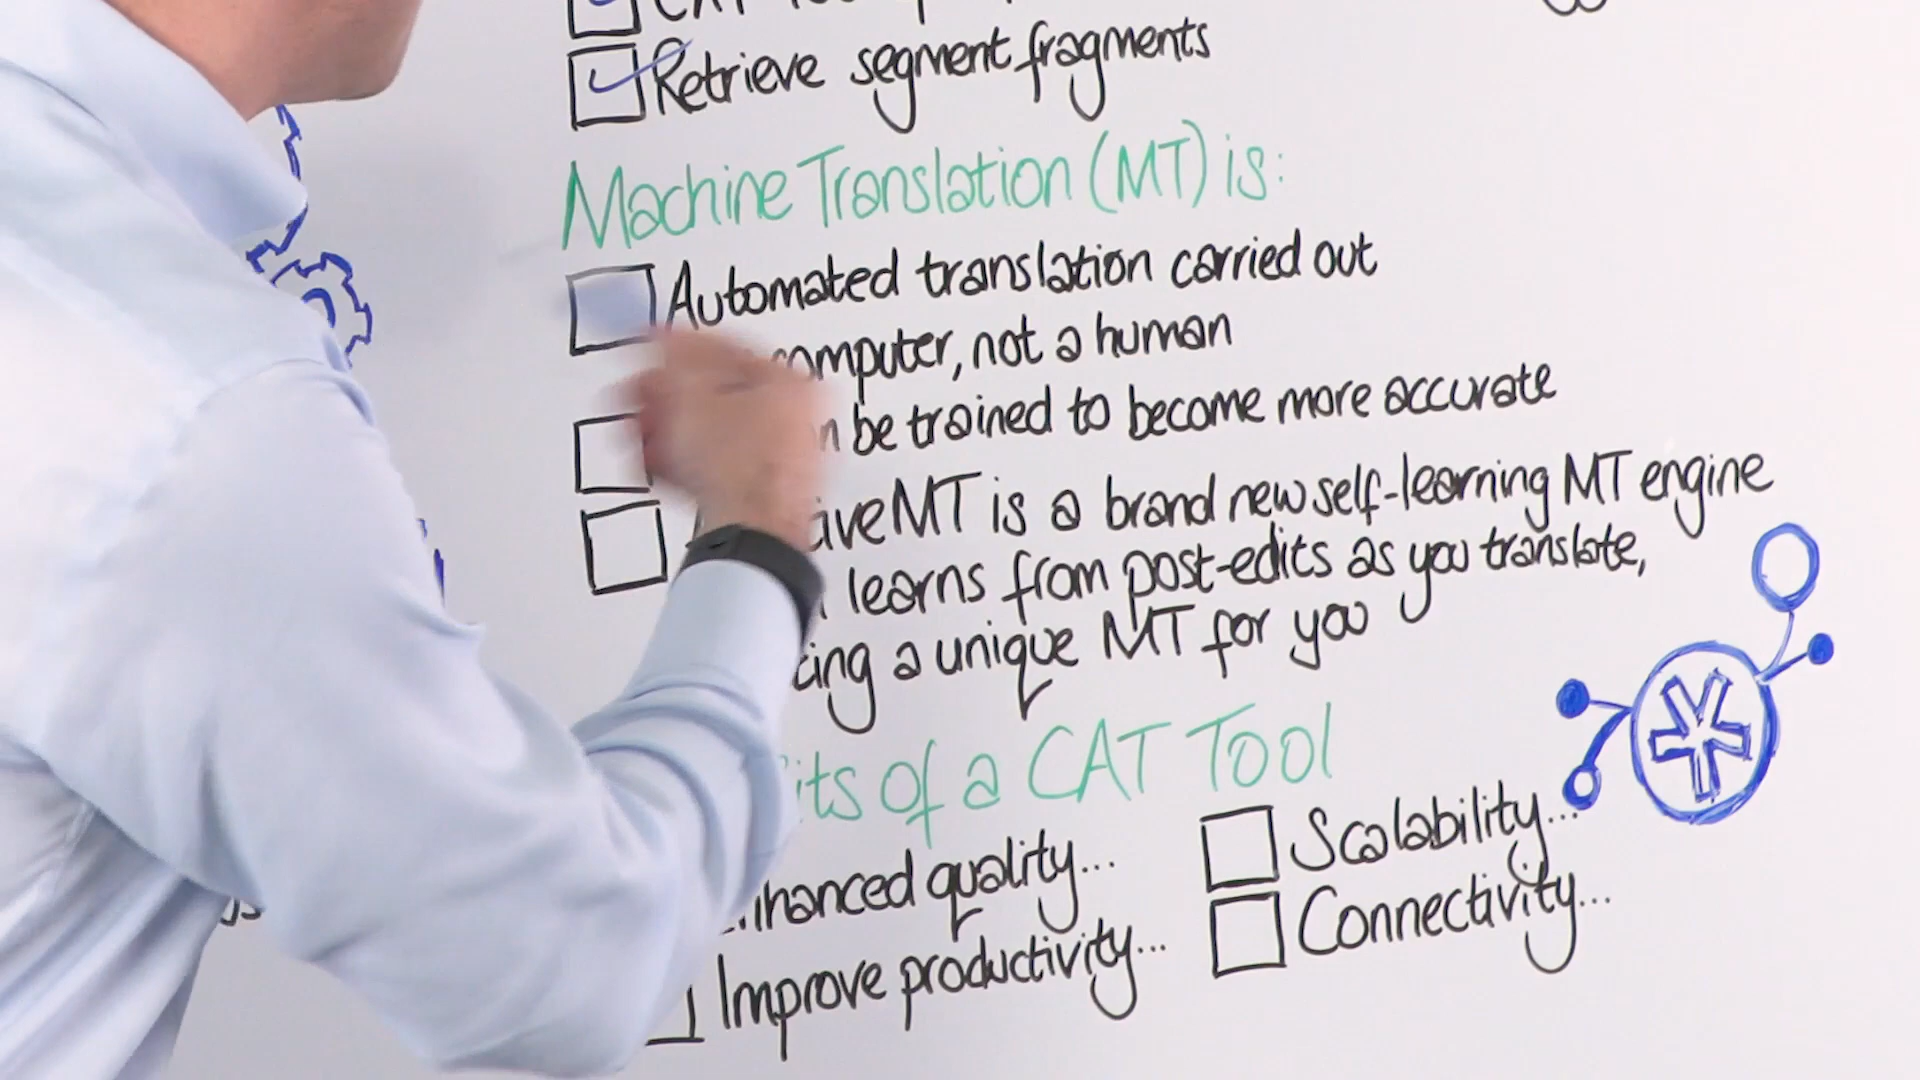 Retrieve segment fragments
Machine Translation (MT) is:
Automated translation carried out
computer, not a human
be trained to become more accurate
MT is a brand new self-learning MT engine
learns from post-edits as you translate,
a unique MT for you
of a CAT Tool
Enhanced quality...
Improve productivity...
Scalability...
Connectivity...